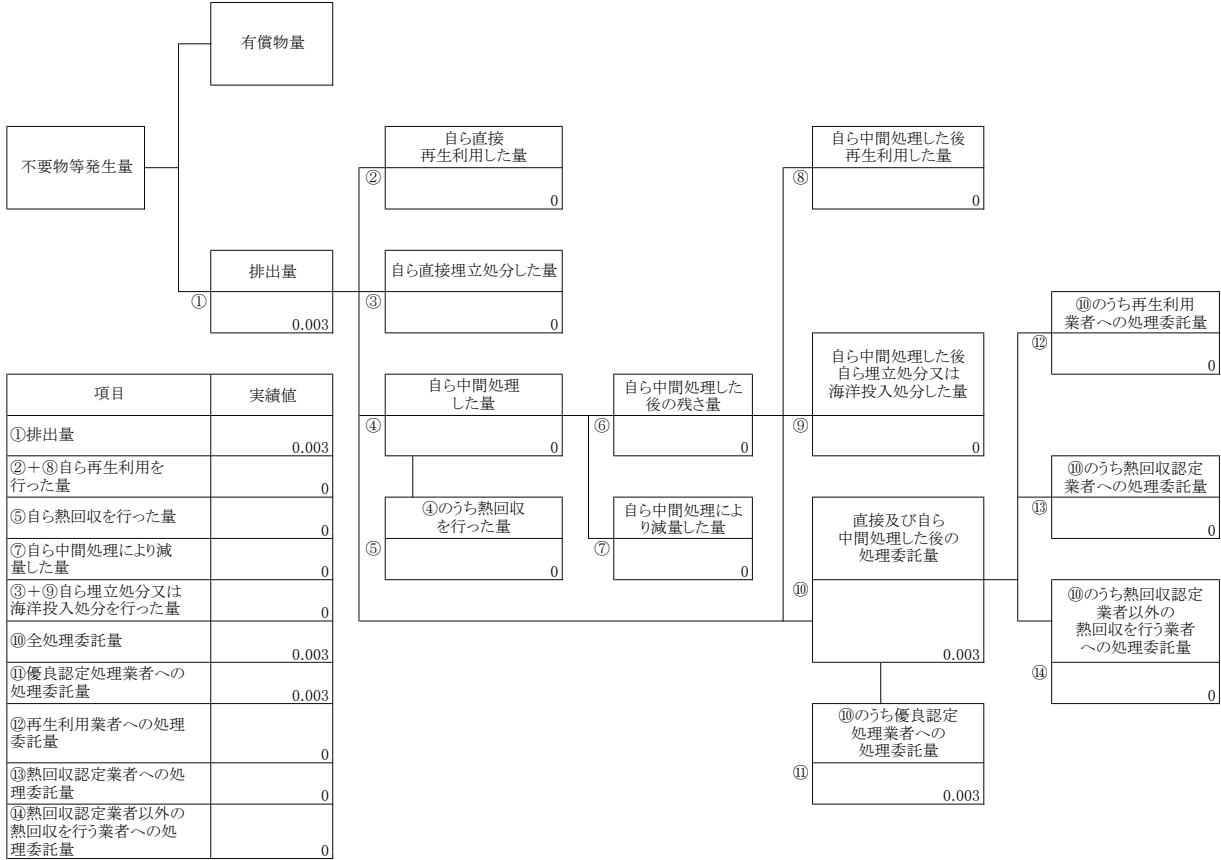 有償物量
不要物等発生量
排出量
①
0.003
自ら直接
再生利用した量
②
0
自ら直接埋立処分した量
③
0
自ら中間処理
した量
④
0
④のうち熱回収
を行った量
⑤
0
自ら中間処理した
後の残さ量
⑥
0
自ら中間処理によ
り減量した量
⑦
0
自ら中間処理した後
再生利用した量
⑧
0
自ら中間処理した後
自ら埋立処分又は
海洋投入処分した量
⑨
0
直接及び自ら
中間処理した後の
処理委託量
⑩
0.003
⑩のうち優良認定
処理業者への
処理委託量
⑪
0.003
⑩のうち再生利用
業者への処理委託量
⑫
0
⑩のうち熱回収認定
業者への処理委託量
⑬
0
⑩のうち熱回収認定
業者以外の
熱回収を行う業者
への処理委託量
⑭
0
項目 実績値
①排出量
0.003
②+⑧自ら再生利用を
行った量
0
⑤自ら熱回収を行った量
0
⑦自ら中間処理により減
量した量
0
③+⑨自ら埋立処分又は
海洋投入処分を行った量
0
⑩全処理委託量
0.003
⑪優良認定処理業者への
処理委託量
0.003
⑫再生利用業者への処理
委託量
0
⑬熱回収認定業者への処
理委託量
0
⑭熱回収認定業者以外の
熱回収を行う業者への処
理委託量
0